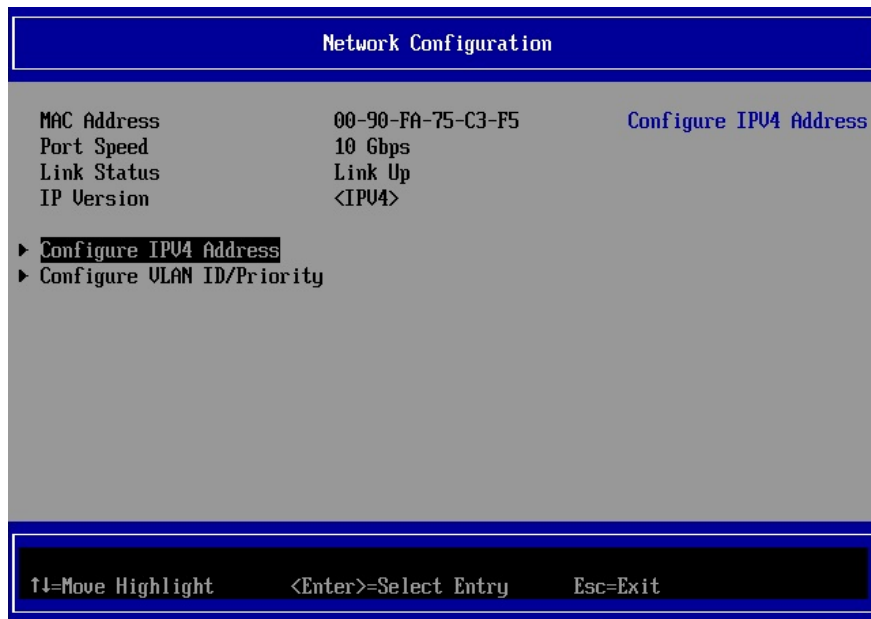 Network Configuration
MAC Address 00-90-FA-75-C3-F5 Configure IPV4 Address
Port Speed 10 Gbps
Link Status Link Up
IP Version <IPV4>
▶ Configure IPV4 Address
▶ Configure VLAN ID/Priority
↑↓=Move Highlight <Enter>=Select Entry Esc=Exit